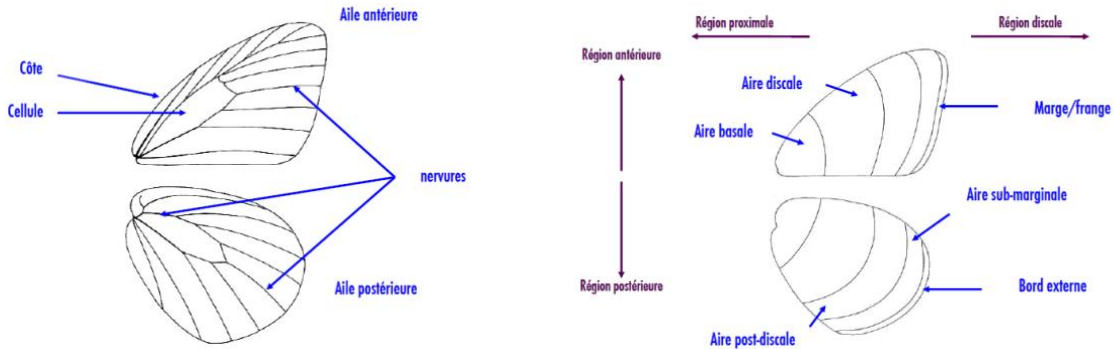 Aile antérieure
Côte
Cellule
nervures
Aile postérieure
Région proximale
Région discale
Région antérieure
Aire discale
Aire basale
Marge/frange
Aire sub-marginale
Région postérieure
Bord externe
Aire post-discale